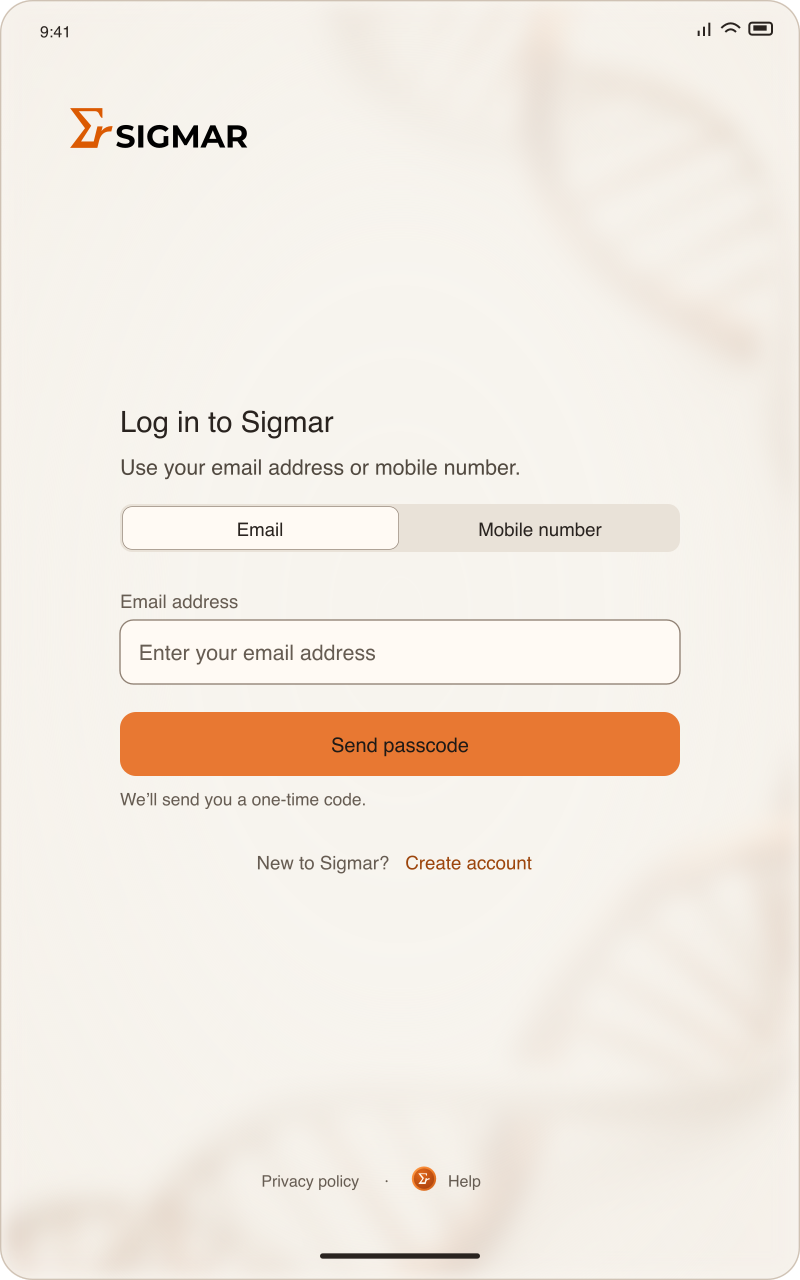 9:41
Σr SIGMAR
Log in to Sigmar
Use your email address or mobile number.
Email Mobile number
Email address
Enter your email address
Send passcode
We’ll send you a one-time code.
New to Sigmar? Create account
Privacy policy · Σr Help